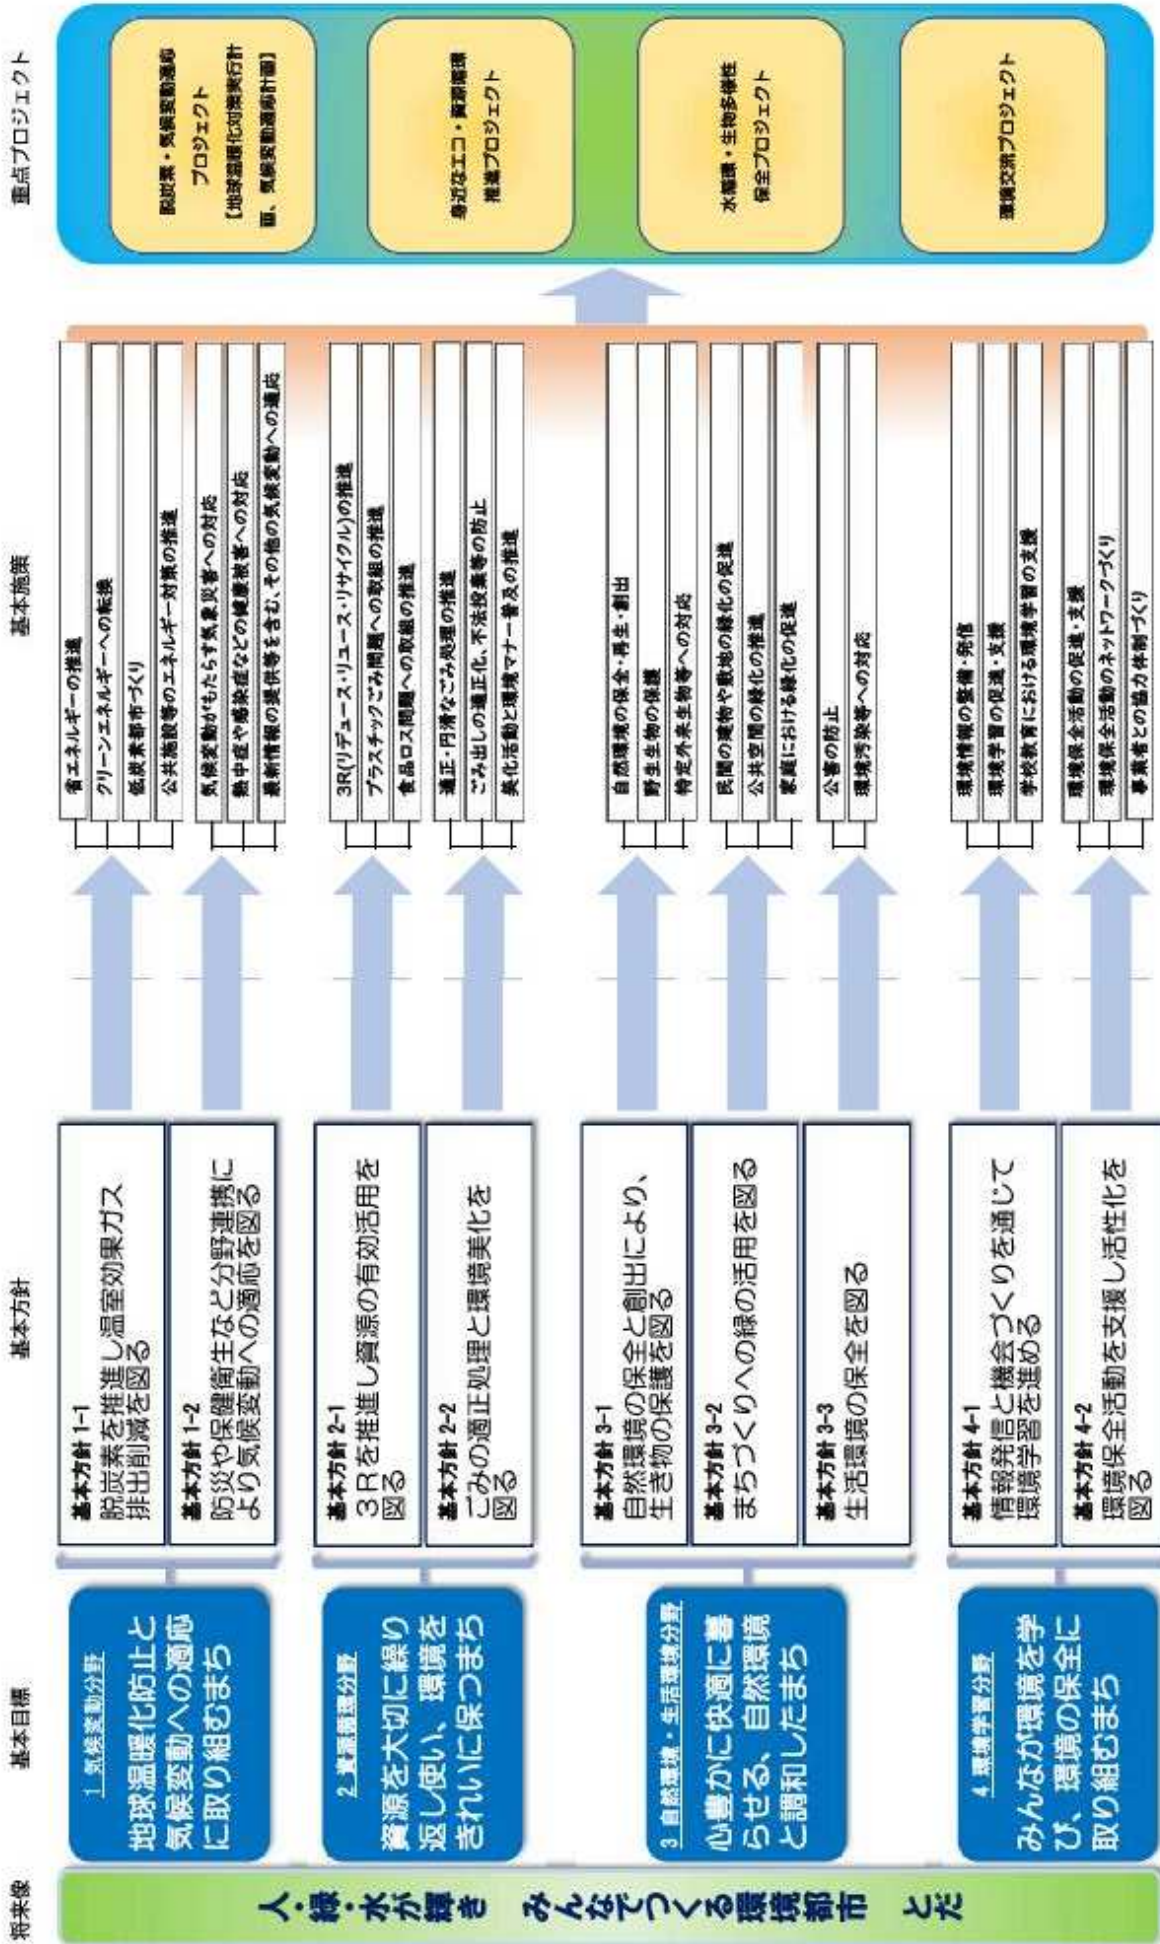 将来像
基本目標
基本方針
基本施策
重点プロジェクト
人・緑・水が輝き　みんなでつくる環境都市　とだ
1 気候変動分野
地球温暖化防止と
気候変動への適応
に取り組むまち
基本方針 1-1
脱炭素を推進し温室効果ガス
排出削減を図る
省エネルギーの推進
クリーンエネルギーへの転換
低炭素都市づくり
公共施設等のエネルギー対策の推進
基本方針 1-2
防災や保健衛生など分野連携に
より気候変動への適応を図る
気候変動がもたらす気象災害への対応
熱中症や感染症などの健康被害への対応
最新情報の提供等を含む、その他の気候変動への適応
2 資源循環分野
資源を大切に繰り
返し使い、環境を
きれいに保つまち
基本方針 2-1
３Ｒを推進し資源の有効活用を
図る
3R(リデュース・リユース・リサイクル)の推進
プラスチックごみ問題への取組の推進
食品ロス問題への取組の推進
基本方針 2-2
ごみの適正処理と環境美化を
図る
適正・円滑なごみ処理の推進
ごみ出しの適正化、不法投棄等の防止
美化活動と環境マナー普及の推進
3 自然環境・生活環境分野
心豊かに快適に暮
らせる、自然環境
と調和したまち
基本方針 3-1
自然環境の保全と創出により、
生き物の保護を図る
自然環境の保全・再生・創出
野生生物の保護
特定外来生物等への対応
基本方針 3-2
まちづくりへの緑の活用を図る
民間の建物や敷地の緑化の促進
公共空間の緑化の推進
家庭における緑化の促進
基本方針 3-3
生活環境の保全を図る
公害の防止
環境汚染等への対応
4 環境学習分野
みんなが環境を学
び、環境の保全に
取り組むまち
基本方針 4-1
情報発信と機会づくりを通じて
環境学習を進める
環境情報の整備・発信
環境学習の促進・支援
学校教育における環境学習の支援
基本方針 4-2
環境保全活動を支援し活性化を
図る
環境保全活動の促進・支援
環境保全活動のネットワークづくり
事業者との協力体制づくり
脱炭素・気候変動適応
プロジェクト
【地球温暖化対策実行計
画、気候変動適応計画】
身近なエコ・資源循環
推進プロジェクト
水循環・生物多様性
保全プロジェクト
環境交流プロジェクト